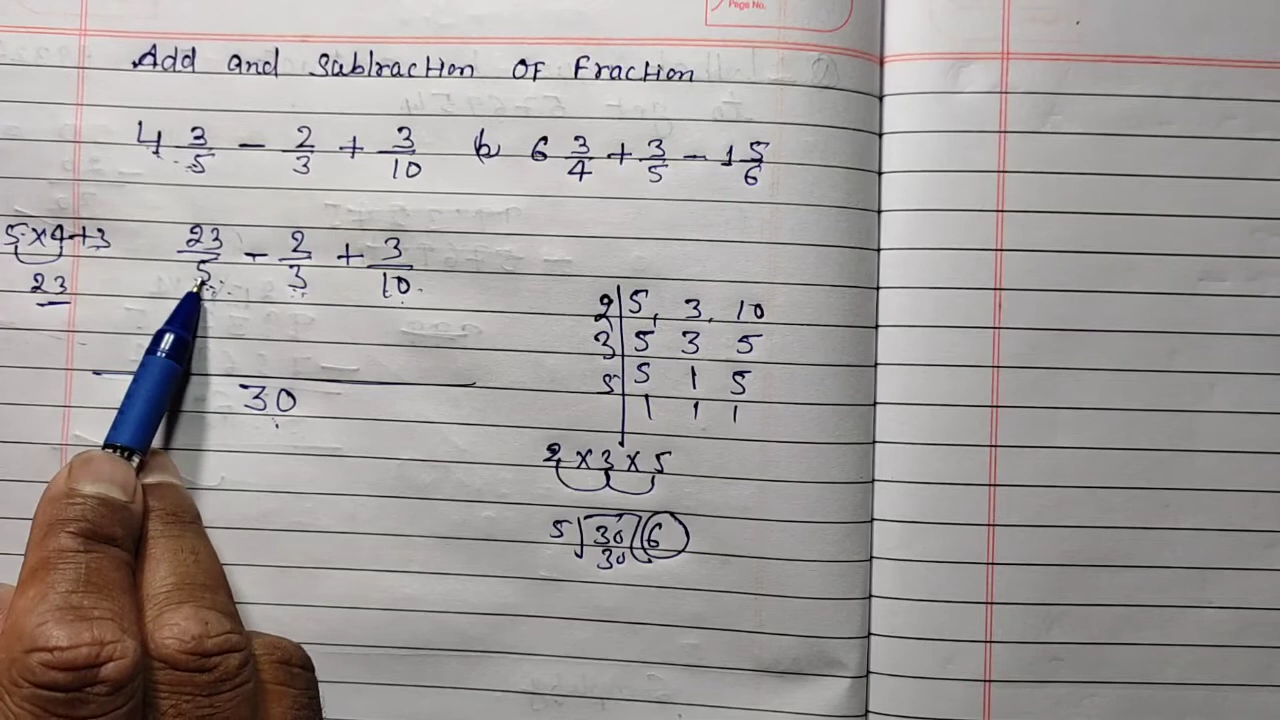 Page No.
Add and Sabtraction OF Fraction
4 3/5 - 2/3 + 3/10 b 6 3/4 + 3/5 - 1 5/6
5×4+3
23
23/5 - 2/3 + 3/10
30
2 | 5, 3, 10
3 | 5 3 5
5 | 5 1 5
1 1 1
2 × 3 × 5
5 √30 ( 6
30